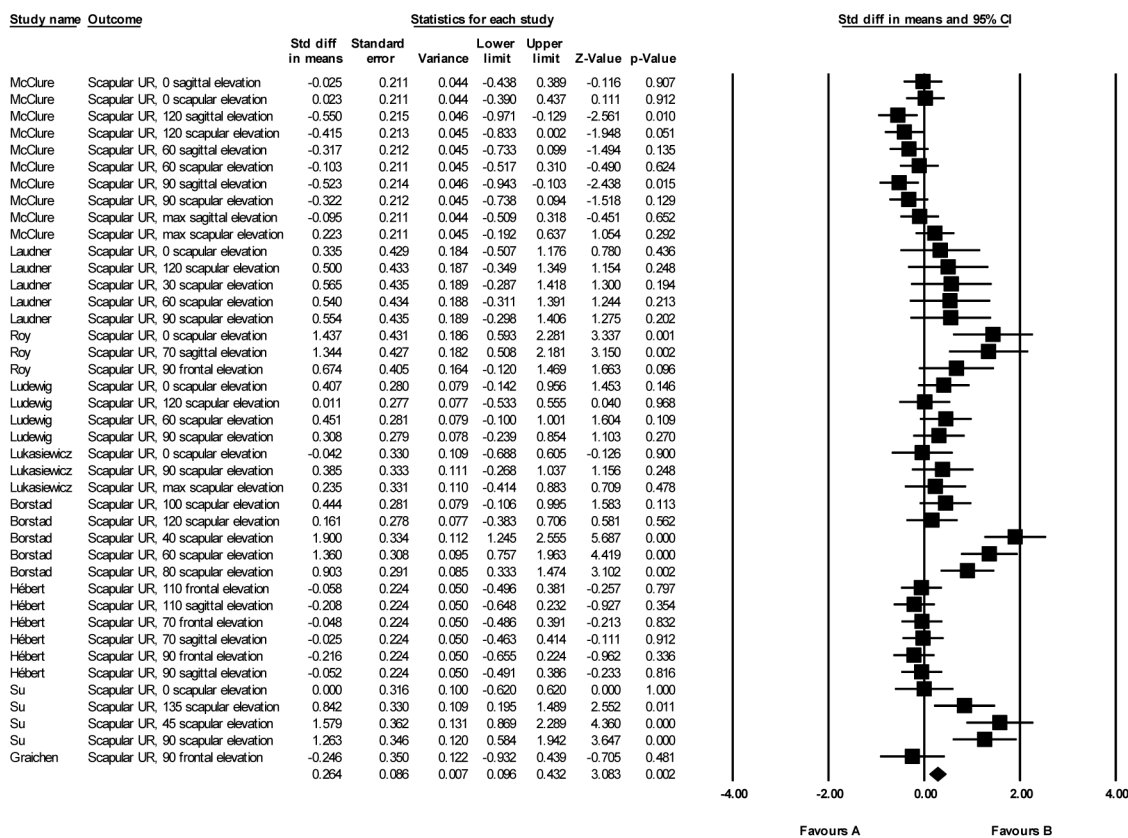 Study name Outcome Statistics for each study Std diff in means and 95% CI
Std diff Standard Lower Upper
in means error Variance limit limit Z-Value p-Value
McClure Scapular UR, 0 sagittal elevation -0.025 0.211 0.044 -0.438 0.389 -0.116 0.907
McClure Scapular UR, 0 scapular elevation 0.023 0.211 0.044 -0.390 0.437 0.111 0.912
McClure Scapular UR, 120 sagittal elevation -0.550 0.215 0.046 -0.971 -0.129 -2.561 0.010
McClure Scapular UR, 120 scapular elevation -0.415 0.213 0.045 -0.833 0.002 -1.948 0.051
McClure Scapular UR, 60 sagittal elevation -0.317 0.212 0.045 -0.733 0.099 -1.494 0.135
McClure Scapular UR, 60 scapular elevation -0.103 0.211 0.045 -0.517 0.310 -0.490 0.624
McClure Scapular UR, 90 sagittal elevation -0.523 0.214 0.046 -0.943 -0.103 -2.438 0.015
McClure Scapular UR, 90 scapular elevation -0.322 0.212 0.045 -0.738 0.094 -1.518 0.129
McClure Scapular UR, max sagittal elevation -0.095 0.211 0.044 -0.509 0.318 -0.451 0.652
McClure Scapular UR, max scapular elevation 0.223 0.211 0.045 -0.192 0.637 1.054 0.292
Laudner Scapular UR, 0 scapular elevation 0.335 0.429 0.184 -0.507 1.176 0.780 0.436
Laudner Scapular UR, 120 scapular elevation 0.500 0.433 0.187 -0.349 1.349 1.154 0.248
Laudner Scapular UR, 30 scapular elevation 0.565 0.435 0.189 -0.287 1.418 1.300 0.194
Laudner Scapular UR, 60 scapular elevation 0.540 0.434 0.188 -0.311 1.391 1.244 0.213
Laudner Scapular UR, 90 scapular elevation 0.554 0.435 0.189 -0.298 1.406 1.275 0.202
Roy Scapular UR, 0 scapular elevation 1.437 0.431 0.186 0.593 2.281 3.337 0.001
Roy Scapular UR, 70 sagittal elevation 1.344 0.427 0.182 0.508 2.181 3.150 0.002
Roy Scapular UR, 90 frontal elevation 0.674 0.405 0.164 -0.120 1.469 1.663 0.096
Ludewig Scapular UR, 0 scapular elevation 0.407 0.280 0.079 -0.142 0.956 1.453 0.146
Ludewig Scapular UR, 120 scapular elevation 0.011 0.277 0.077 -0.533 0.555 0.040 0.968
Ludewig Scapular UR, 60 scapular elevation 0.451 0.281 0.079 -0.100 1.001 1.604 0.109
Ludewig Scapular UR, 90 scapular elevation 0.308 0.279 0.078 -0.239 0.854 1.103 0.270
Lukasiewicz Scapular UR, 0 scapular elevation -0.042 0.330 0.109 -0.688 0.605 -0.126 0.900
Lukasiewicz Scapular UR, 90 scapular elevation 0.385 0.333 0.111 -0.268 1.037 1.156 0.248
Lukasiewicz Scapular UR, max scapular elevation 0.235 0.331 0.110 -0.414 0.883 0.709 0.478
Borstad Scapular UR, 100 scapular elevation 0.444 0.281 0.079 -0.106 0.995 1.583 0.113
Borstad Scapular UR, 120 scapular elevation 0.161 0.278 0.077 -0.383 0.706 0.581 0.562
Borstad Scapular UR, 40 scapular elevation 1.900 0.334 0.112 1.245 2.555 5.687 0.000
Borstad Scapular UR, 60 scapular elevation 1.360 0.308 0.095 0.757 1.963 4.419 0.000
Borstad Scapular UR, 80 scapular elevation 0.903 0.291 0.085 0.333 1.474 3.102 0.002
Hébert Scapular UR, 110 frontal elevation -0.058 0.224 0.050 -0.496 0.381 -0.257 0.797
Hébert Scapular UR, 110 sagittal elevation -0.208 0.224 0.050 -0.648 0.232 -0.927 0.354
Hébert Scapular UR, 70 frontal elevation -0.048 0.224 0.050 -0.486 0.391 -0.213 0.832
Hébert Scapular UR, 70 sagittal elevation -0.025 0.224 0.050 -0.463 0.414 -0.111 0.912
Hébert Scapular UR, 90 frontal elevation -0.216 0.224 0.050 -0.655 0.224 -0.962 0.336
Hébert Scapular UR, 90 sagittal elevation -0.052 0.224 0.050 -0.491 0.386 -0.233 0.816
Su Scapular UR, 0 scapular elevation 0.000 0.316 0.100 -0.620 0.620 0.000 1.000
Su Scapular UR, 135 scapular elevation 0.842 0.330 0.109 0.195 1.489 2.552 0.011
Su Scapular UR, 45 scapular elevation 1.579 0.362 0.131 0.869 2.289 4.360 0.000
Su Scapular UR, 90 scapular elevation 1.263 0.346 0.120 0.584 1.942 3.647 0.000
Graichen Scapular UR, 90 frontal elevation -0.246 0.350 0.122 -0.932 0.439 -0.705 0.481
0.264 0.086 0.007 0.096 0.432 3.083 0.002
-4.00 -2.00 0.00 2.00 4.00
Favours A Favours B